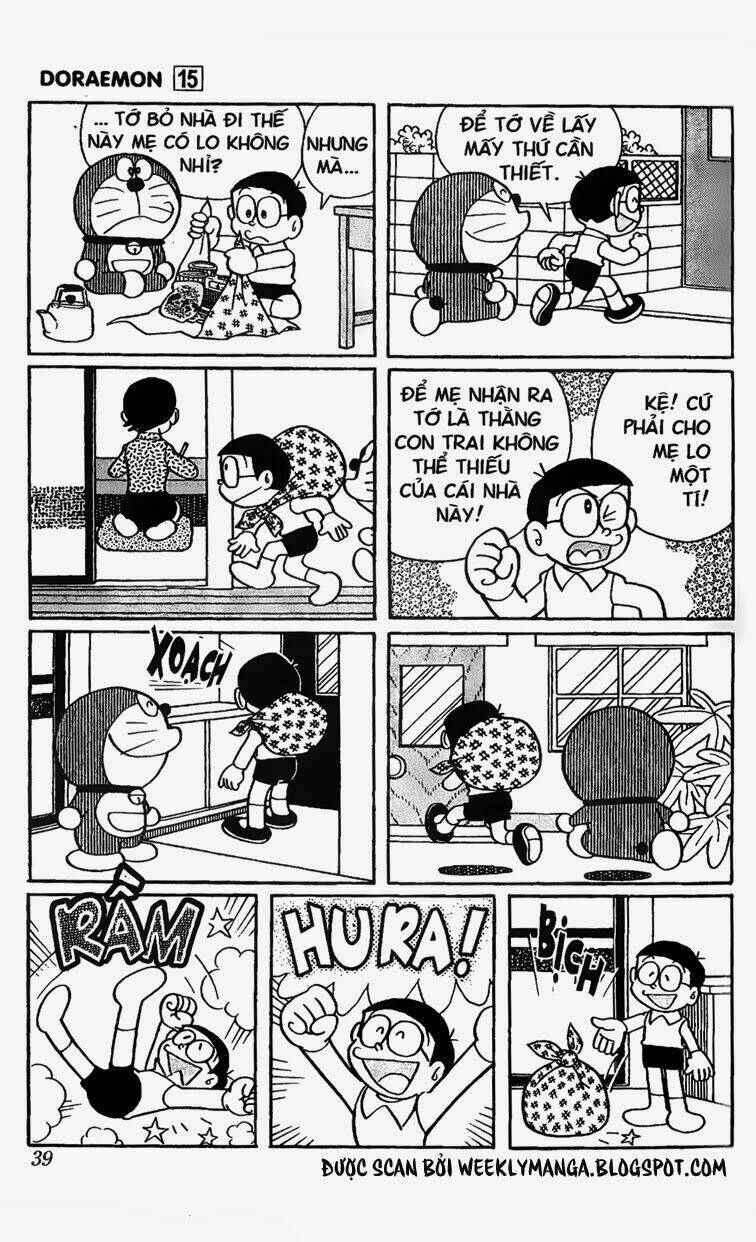 DORAEMON 15
ĐỂ TỚ VỀ LẤY
MẤY THỨ CẦN
THIẾT.
NHƯNG
MÀ...
... TỚ BỎ NHÀ ĐI THẾ
NÀY MẸ CÓ LO KHÔNG
NHỈ?
KỆ! CỨ
PHẢI CHO
MẸ LO
MỘT
TÍ!
ĐỂ MẸ NHẬN RA
TỚ LÀ THẰNG
CON TRAI KHÔNG
THỂ THIẾU
CỦA CÁI NHÀ
NÀY!
XOẠCH
BỊCH
HURA!
RẦM
39
ĐƯỢC SCAN BỞI WEEKLYMANGA.BLOGSPOT.COM